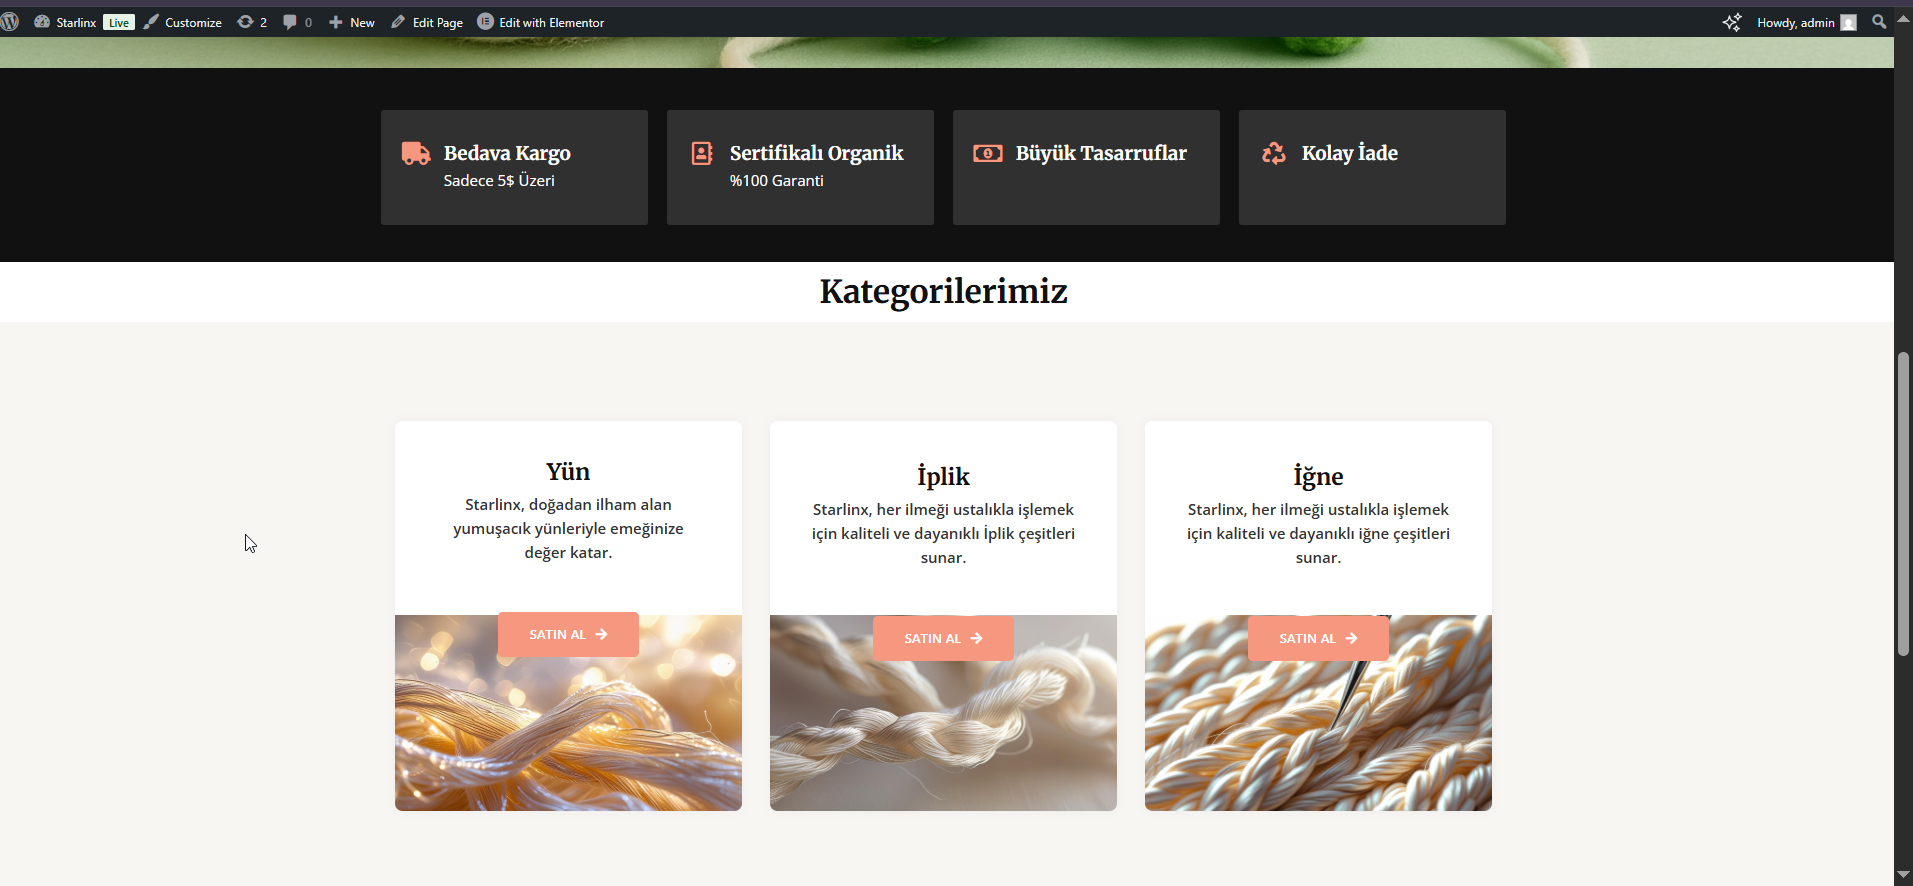 Starlinx Live Customize 2 0 New Edit Page Edit with Elementor Howdy, admin
Bedava Kargo
Sadece 5$ Üzeri
Sertifikalı Organik
%100 Garanti
Büyük Tasarruflar
Kolay İade
Kategorilerimiz
Yün
Starlinx, doğadan ilham alan
yumuşacık yünleriyle emeğinize
değer katar.
SATIN AL
İplik
Starlinx, her ilmeği ustalıkla işlemek
için kaliteli ve dayanıklı İplik çeşitleri
sunar.
SATIN AL
İğne
Starlinx, her ilmeği ustalıkla işlemek
için kaliteli ve dayanıklı iğne çeşitleri
sunar.
SATIN AL